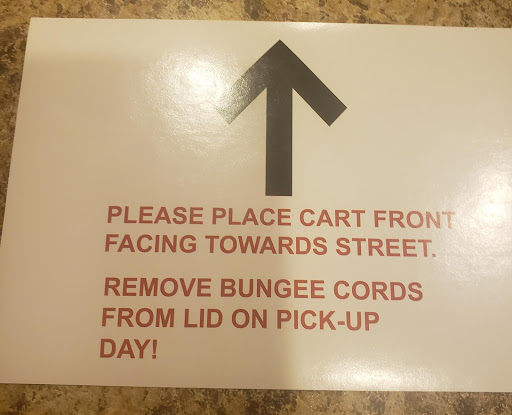 PLEASE PLACE CART FRONT
FACING TOWARDS STREET.
REMOVE BUNGEE CORDS
FROM LID ON PICK-UP
DAY!